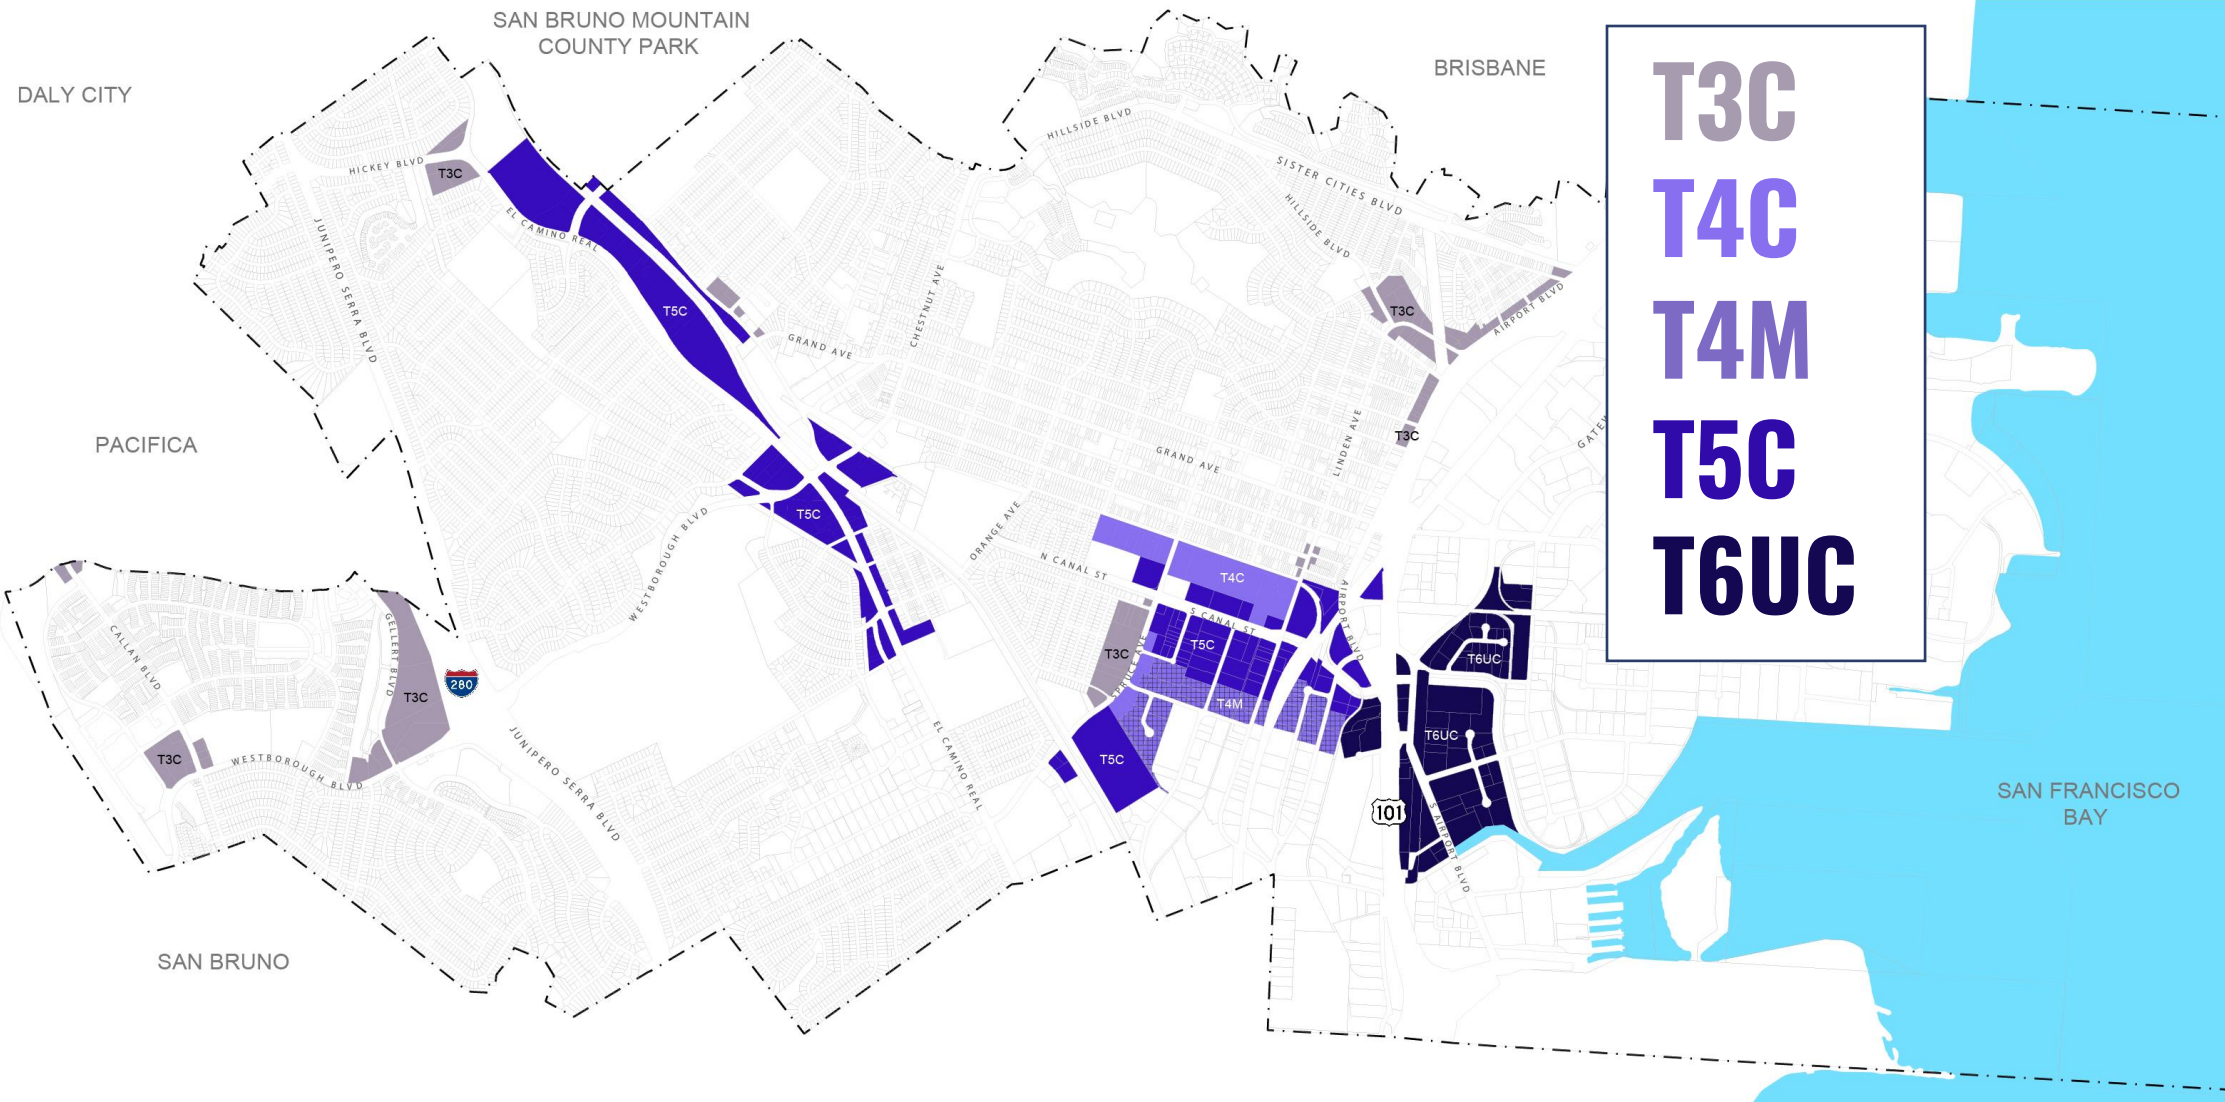 SAN BRUNO MOUNTAIN
COUNTY PARK
BRISBANE
DALY CITY
T3C
T4C
T4M
T5C
T6UC
HILLSIDE BLVD
HICKEY BLVD
T3C
SISTER CITIES BLVD
HILLSIDE BLVD
EL CAMINO REAL
JUNIPERO SERRA BLVD
CHESTNUT AVE
T5C
T3C
AIRPORT BLVD
GRAND AVE
PACIFICA
T3C
LINDEN AVE
GRAND AVE
T5C
WESTBOROUGH BLVD
ORANGE AVE
N CANAL ST
T4C
AIRPORT BLVD
S CANAL ST
CALLAN BLVD
GELLERT BLVD
T3C
SPRUCE AVE
T5C
T6UC
280
T3C
T4M
T6UC
T3C
WESTBOROUGH BLVD
JUNIPERO SERRA BLVD
EL CAMINO REAL
T5C
101
S AIRPORT BLVD
SAN FRANCISCO
BAY
SAN BRUNO